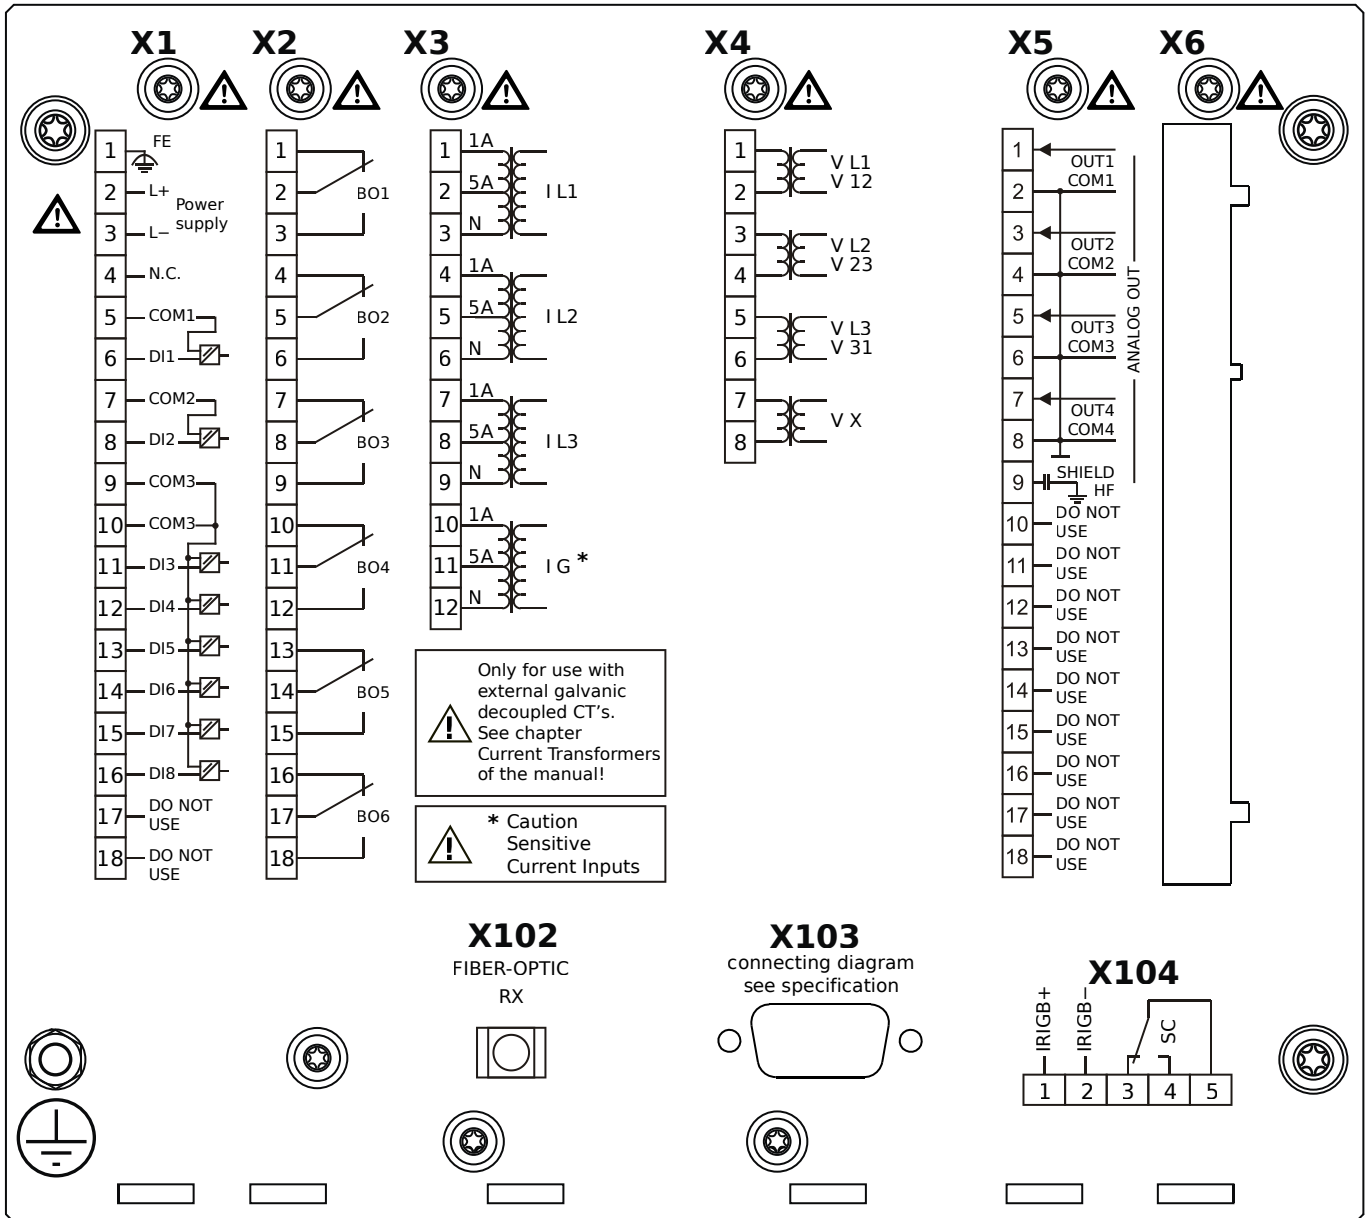 X1 X2 X3 X4 X5 X6
1 FE
2 L+
Power
supply
3 L−
4 N.C.
5 COM1
6 DI1
7 COM2
8 DI2
9 COM3
10 COM3
11 DI3
12 DI4
13 DI5
14 DI6
15 DI7
16 DI8
17 DO NOT
USE
18 DO NOT
USE
1
2 BO1
3
4
5 BO2
6
7
8 BO3
9
10
11 BO4
12
13
14 BO5
15
16
17 BO6
18
1 1A
2 5A I L1
3 N
4 1A
5 5A I L2
6 N
7 1A
8 5A I L3
9 N
10 1A
11 5A I G *
12 N
Only for use with
external galvanic
decoupled CT's.
See chapter
Current Transformers
of the manual!
* Caution
Sensitive
Current Inputs
1 V L1
2 V 12
3 V L2
4 V 23
5 V L3
6 V 31
7 V X
8
1 OUT1
2 COM1
3 OUT2
4 COM2
5 OUT3
6 COM3
7 OUT4
8 COM4
ANALOG OUT
9 SHIELD
HF
10 DO NOT
USE
11 DO NOT
USE
12 DO NOT
USE
13 DO NOT
USE
14 DO NOT
USE
15 DO NOT
USE
16 DO NOT
USE
17 DO NOT
USE
18 DO NOT
USE
X102
FIBER-OPTIC
RX
X103
connecting diagram
see specification
X104
IRIGB+
IRIGB−
SC
1 2 3 4 5